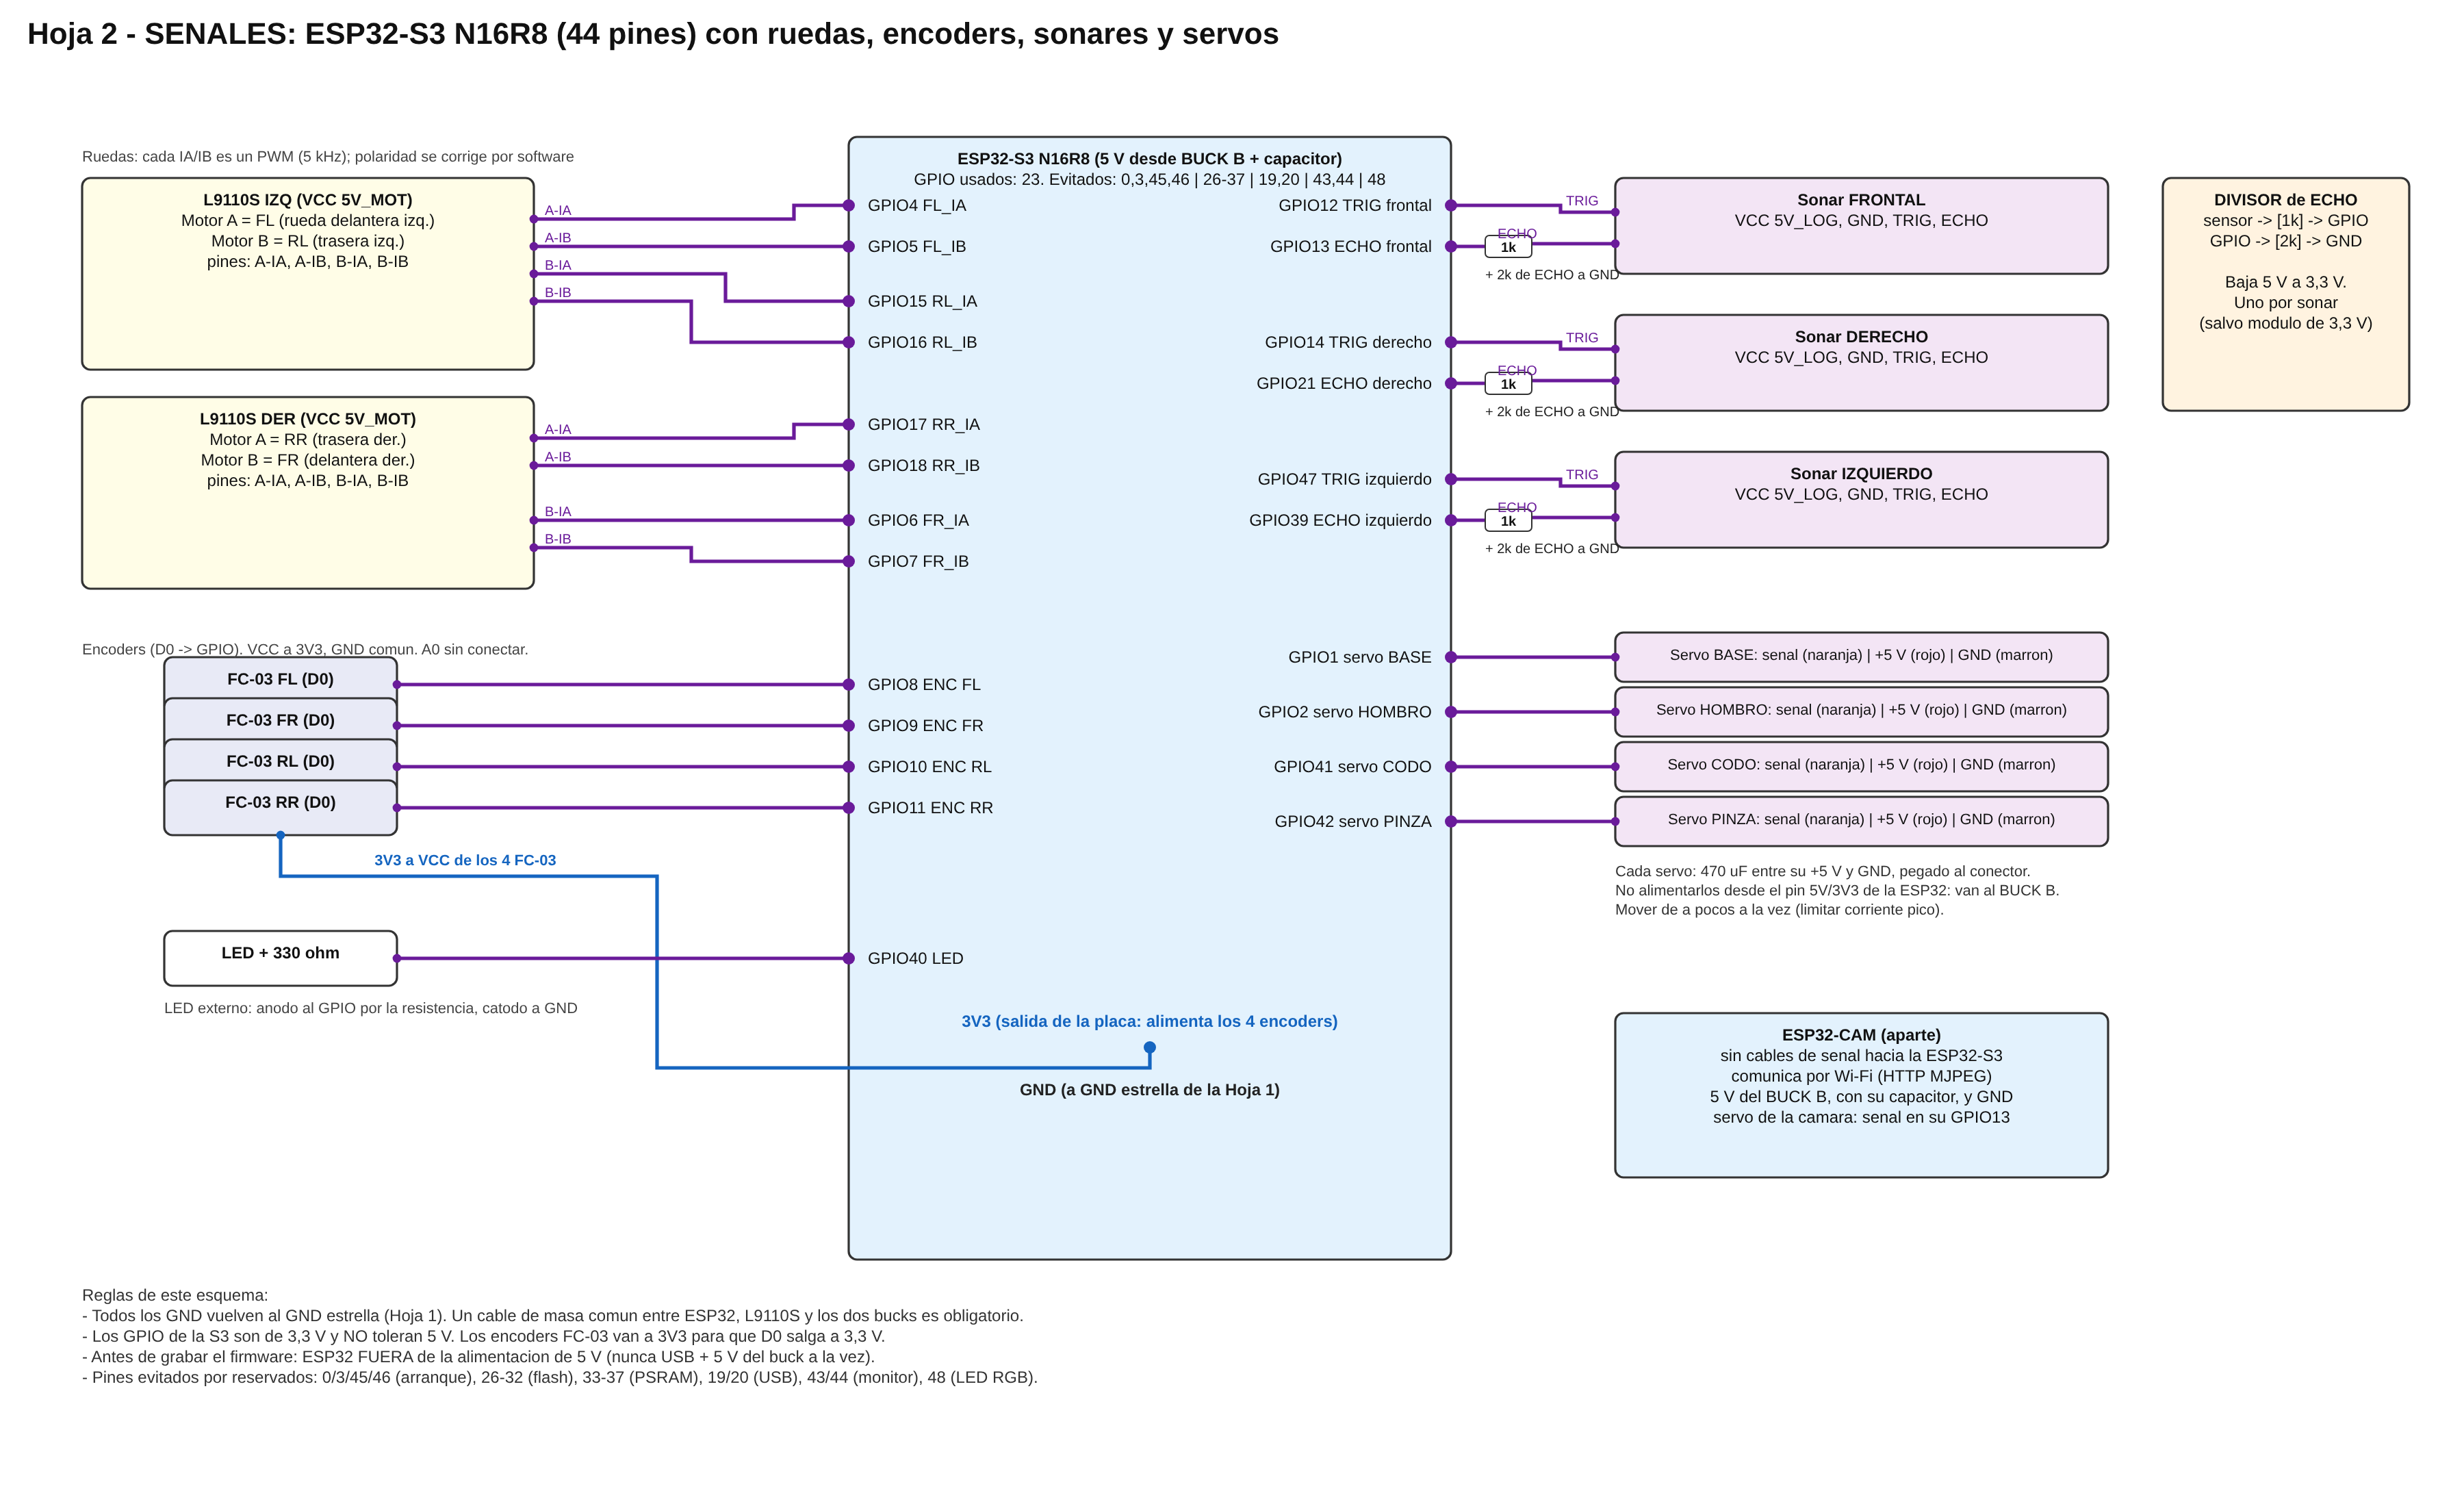 Hoja 2 - SENALES: ESP32-S3 N16R8 (44 pines) con ruedas, encoders, sonares y servos
Ruedas: cada IA/IB es un PWM (5 kHz); polaridad se corrige por software
L9110S IZQ (VCC 5V_MOT)
Motor A = FL (rueda delantera izq.)
Motor B = RL (trasera izq.)
pines: A-IA, A-IB, B-IA, B-IB
A-IA
A-IB
B-IA
B-IB
L9110S DER (VCC 5V_MOT)
Motor A = RR (trasera der.)
Motor B = FR (delantera der.)
pines: A-IA, A-IB, B-IA, B-IB
A-IA
A-IB
B-IA
B-IB
Encoders (D0 -> GPIO). VCC a 3V3, GND comun. A0 sin conectar.
FC-03 FL (D0)
FC-03 FR (D0)
FC-03 RL (D0)
FC-03 RR (D0)
3V3 a VCC de los 4 FC-03
LED + 330 ohm
LED externo: anodo al GPIO por la resistencia, catodo a GND
ESP32-S3 N16R8 (5 V desde BUCK B + capacitor)
GPIO usados: 23. Evitados: 0,3,45,46 | 26-37 | 19,20 | 43,44 | 48
GPIO4 FL_IA
GPIO5 FL_IB
GPIO15 RL_IA
GPIO16 RL_IB
GPIO17 RR_IA
GPIO18 RR_IB
GPIO6 FR_IA
GPIO7 FR_IB
GPIO8 ENC FL
GPIO9 ENC FR
GPIO10 ENC RL
GPIO11 ENC RR
GPIO40 LED
GPIO12 TRIG frontal
GPIO13 ECHO frontal
GPIO14 TRIG derecho
GPIO21 ECHO derecho
GPIO47 TRIG izquierdo
GPIO39 ECHO izquierdo
GPIO1 servo BASE
GPIO2 servo HOMBRO
GPIO41 servo CODO
GPIO42 servo PINZA
3V3 (salida de la placa: alimenta los 4 encoders)
GND (a GND estrella de la Hoja 1)
TRIG
ECHO
1k
+ 2k de ECHO a GND
Sonar FRONTAL
VCC 5V_LOG, GND, TRIG, ECHO
TRIG
ECHO
1k
+ 2k de ECHO a GND
Sonar DERECHO
VCC 5V_LOG, GND, TRIG, ECHO
TRIG
ECHO
1k
+ 2k de ECHO a GND
Sonar IZQUIERDO
VCC 5V_LOG, GND, TRIG, ECHO
DIVISOR de ECHO
sensor -> [1k] -> GPIO
GPIO -> [2k] -> GND
Baja 5 V a 3,3 V.
Uno por sonar
(salvo modulo de 3,3 V)
Servo BASE: senal (naranja) | +5 V (rojo) | GND (marron)
Servo HOMBRO: senal (naranja) | +5 V (rojo) | GND (marron)
Servo CODO: senal (naranja) | +5 V (rojo) | GND (marron)
Servo PINZA: senal (naranja) | +5 V (rojo) | GND (marron)
Cada servo: 470 uF entre su +5 V y GND, pegado al conector.
No alimentarlos desde el pin 5V/3V3 de la ESP32: van al BUCK B.
Mover de a pocos a la vez (limitar corriente pico).
ESP32-CAM (aparte)
sin cables de senal hacia la ESP32-S3
comunica por Wi-Fi (HTTP MJPEG)
5 V del BUCK B, con su capacitor, y GND
servo de la camara: senal en su GPIO13
Reglas de este esquema:
- Todos los GND vuelven al GND estrella (Hoja 1). Un cable de masa comun entre ESP32, L9110S y los dos bucks es obligatorio.
- Los GPIO de la S3 son de 3,3 V y NO toleran 5 V. Los encoders FC-03 van a 3V3 para que D0 salga a 3,3 V.
- Antes de grabar el firmware: ESP32 FUERA de la alimentacion de 5 V (nunca USB + 5 V del buck a la vez).
- Pines evitados por reservados: 0/3/45/46 (arranque), 26-32 (flash), 33-37 (PSRAM), 19/20 (USB), 43/44 (monitor), 48 (LED RGB).